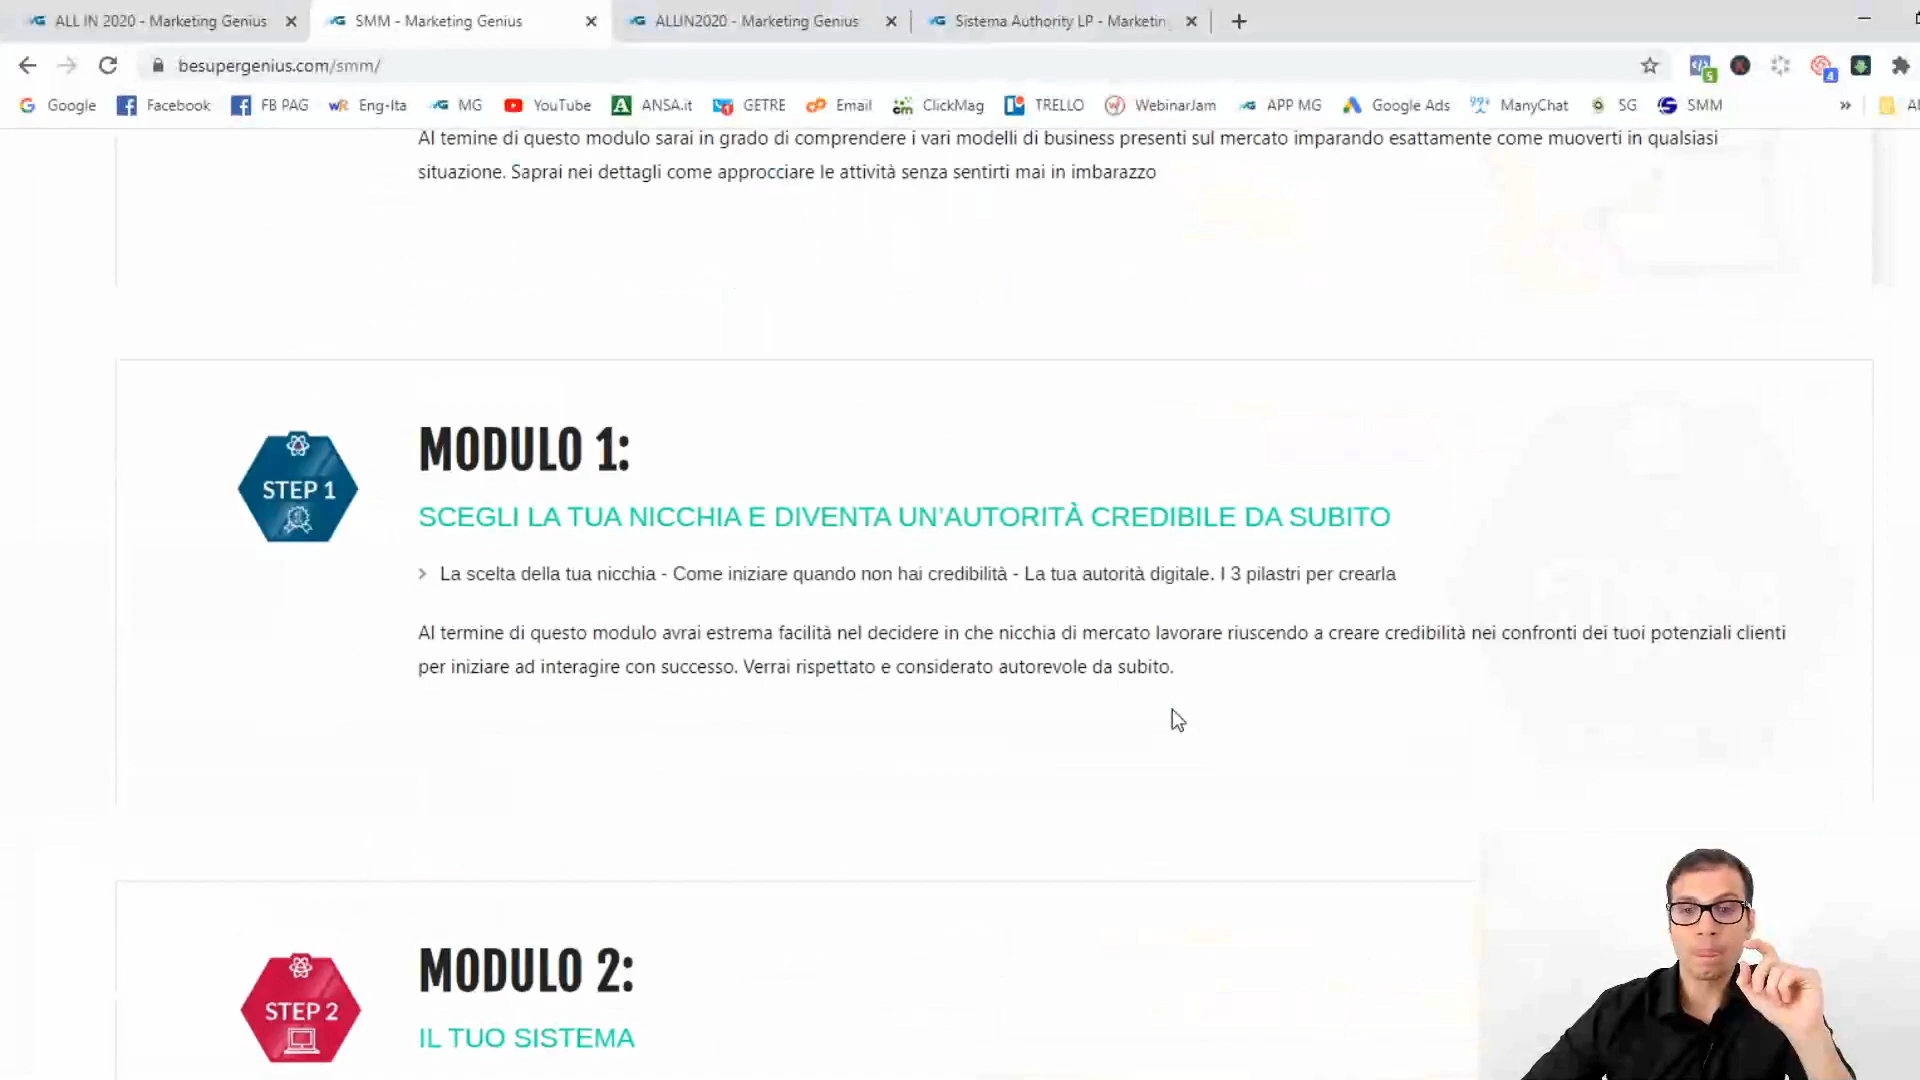 ALL IN 2020 - Marketing Genius
SMM - Marketing Genius
ALLIN2020 - Marketing Genius
Sistema Authority LP - Marketin
besupergenius.com/smm/
Google
Facebook
FB PAG
Eng-Ita
MG
YouTube
ANSA.it
GETRE
Email
ClickMag
TRELLO
WebinarJam
APP MG
Google Ads
ManyChat
SG
SMM
Al temine di questo modulo sarai in grado di comprendere i vari modelli di business presenti sul mercato imparando esattamente come muoverti in qualsiasi
situazione. Saprai nei dettagli come approcciare le attività senza sentirti mai in imbarazzo
STEP 1
MODULO 1:
SCEGLI LA TUA NICCHIA E DIVENTA UN'AUTORITÀ CREDIBILE DA SUBITO
La scelta della tua nicchia - Come iniziare quando non hai credibilità - La tua autorità digitale. I 3 pilastri per crearla
Al termine di questo modulo avrai estrema facilità nel decidere in che nicchia di mercato lavorare riuscendo a creare credibilità nei confronti dei tuoi potenziali clienti
per iniziare ad interagire con successo. Verrai rispettato e considerato autorevole da subito.
STEP 2
MODULO 2:
IL TUO SISTEMA